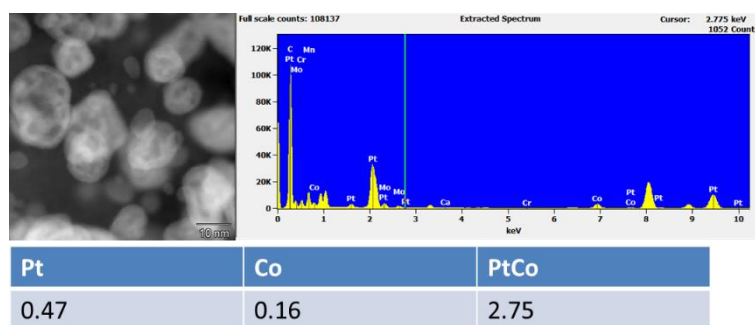 Full scale counts: 108137 Extracted Spectrum Cursor: 2.775 keV
1052 Count
120K
100K
80K
60K
40K
20K
0K
C Mn
Pt Cr
Mo
Co
Pt
Pt
Mo Mo
Pt Pt
Ca
Cr
Co
Pt
Co
Pt
Pt
Pt
0 1 2 3 4 5 6 7 8 9 10
keV
10 nm
Pt Co PtCo
0.47 0.16 2.75